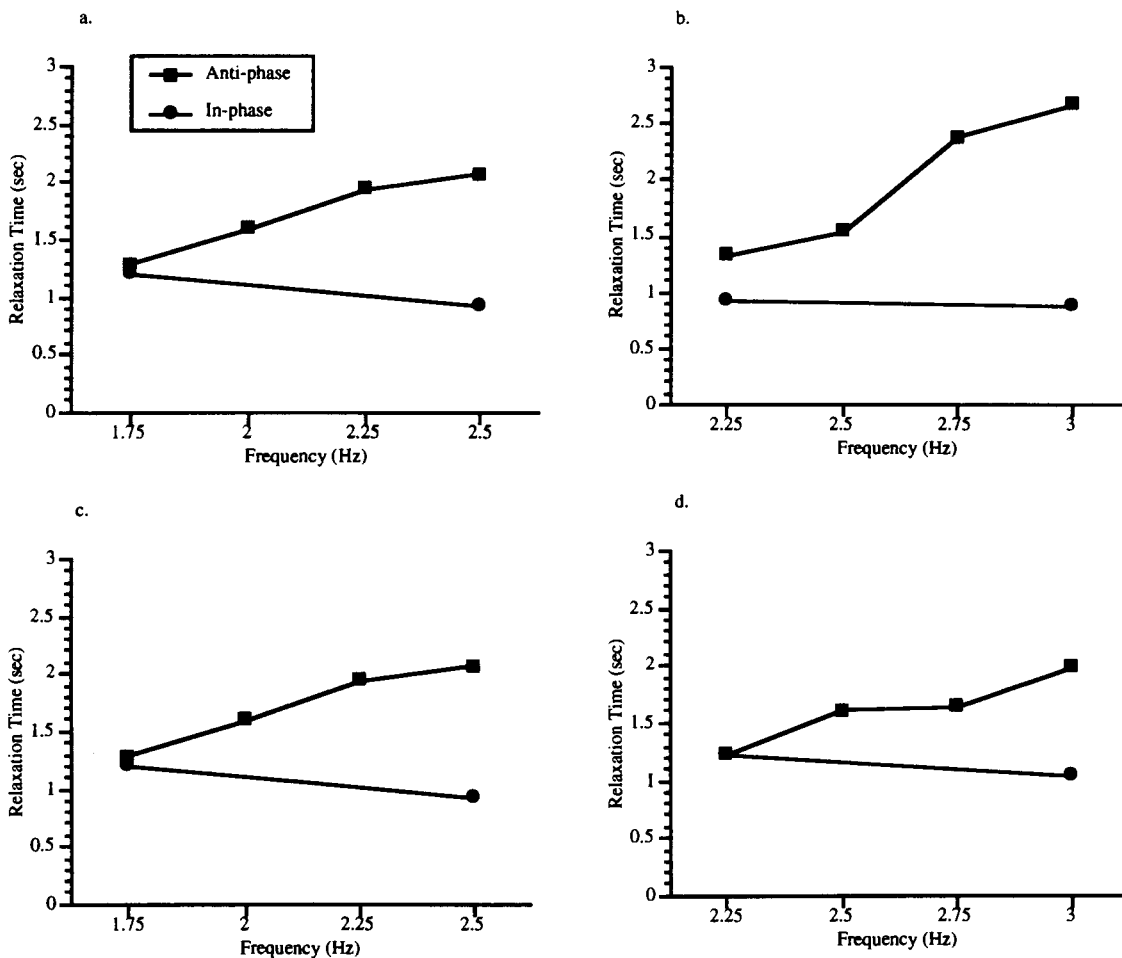 a.
3
2.5
2
1.5
1
0.5
0
Relaxation Time (sec)
Anti-phase
In-phase
1.75 2 2.25 2.5
Frequency (Hz)
b.
3
2.5
2
1.5
1
0.5
0
Relaxation Time (sec)
2.25 2.5 2.75 3
Frequency (Hz)
c.
3
2.5
2
1.5
1
0.5
0
Relaxation Time (sec)
1.75 2 2.25 2.5
Frequency (Hz)
d.
3
2.5
2
1.5
1
0.5
0
Relaxation Time (sec)
2.25 2.5 2.75 3
Frequency (Hz)